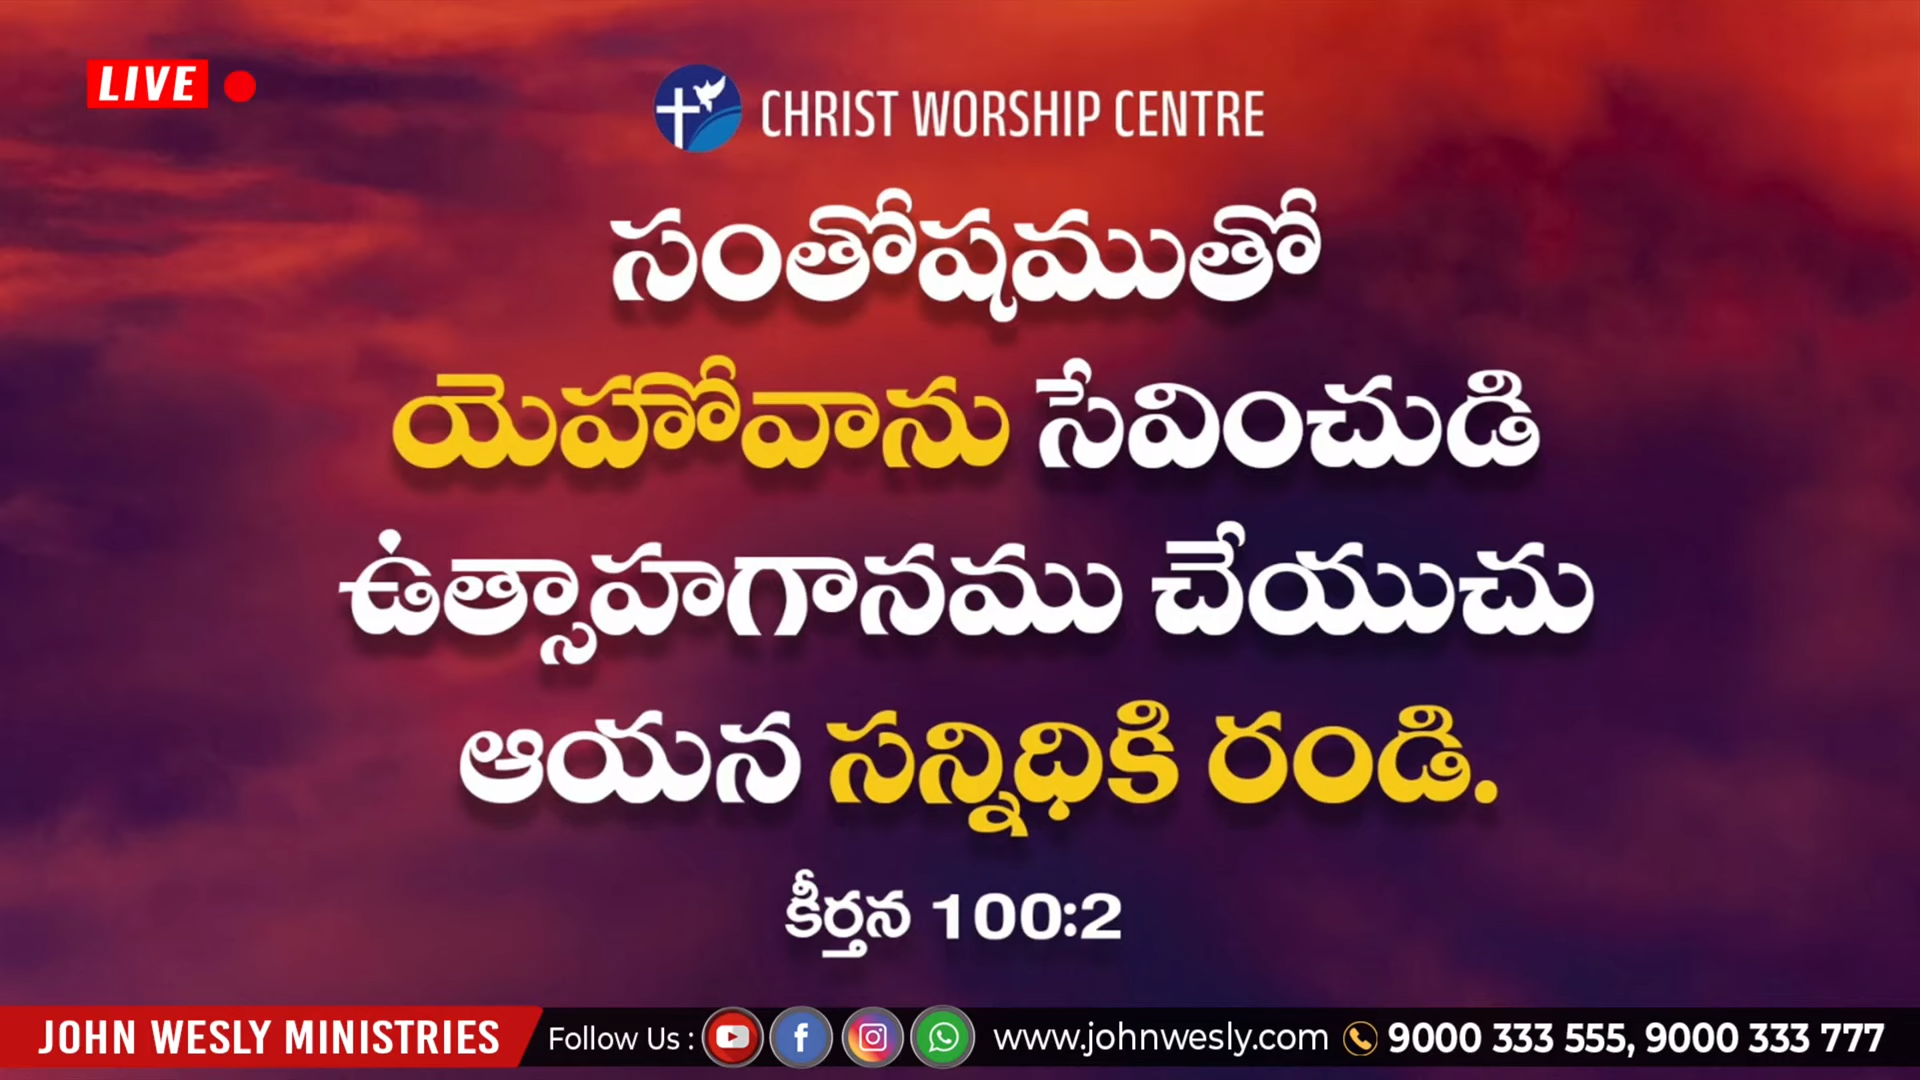 LIVE
CHRIST WORSHIP CENTRE
సంతోషముతో
యెహోవాను సేవించుడి
ఉత్సాహగానము చేయుచు
ఆయన సన్నిధికి రండి.
కీర్తన 100:2
JOHN WESLY MINISTRIES Follow Us : www.johnwesly.com 9000 333 555, 9000 333 777